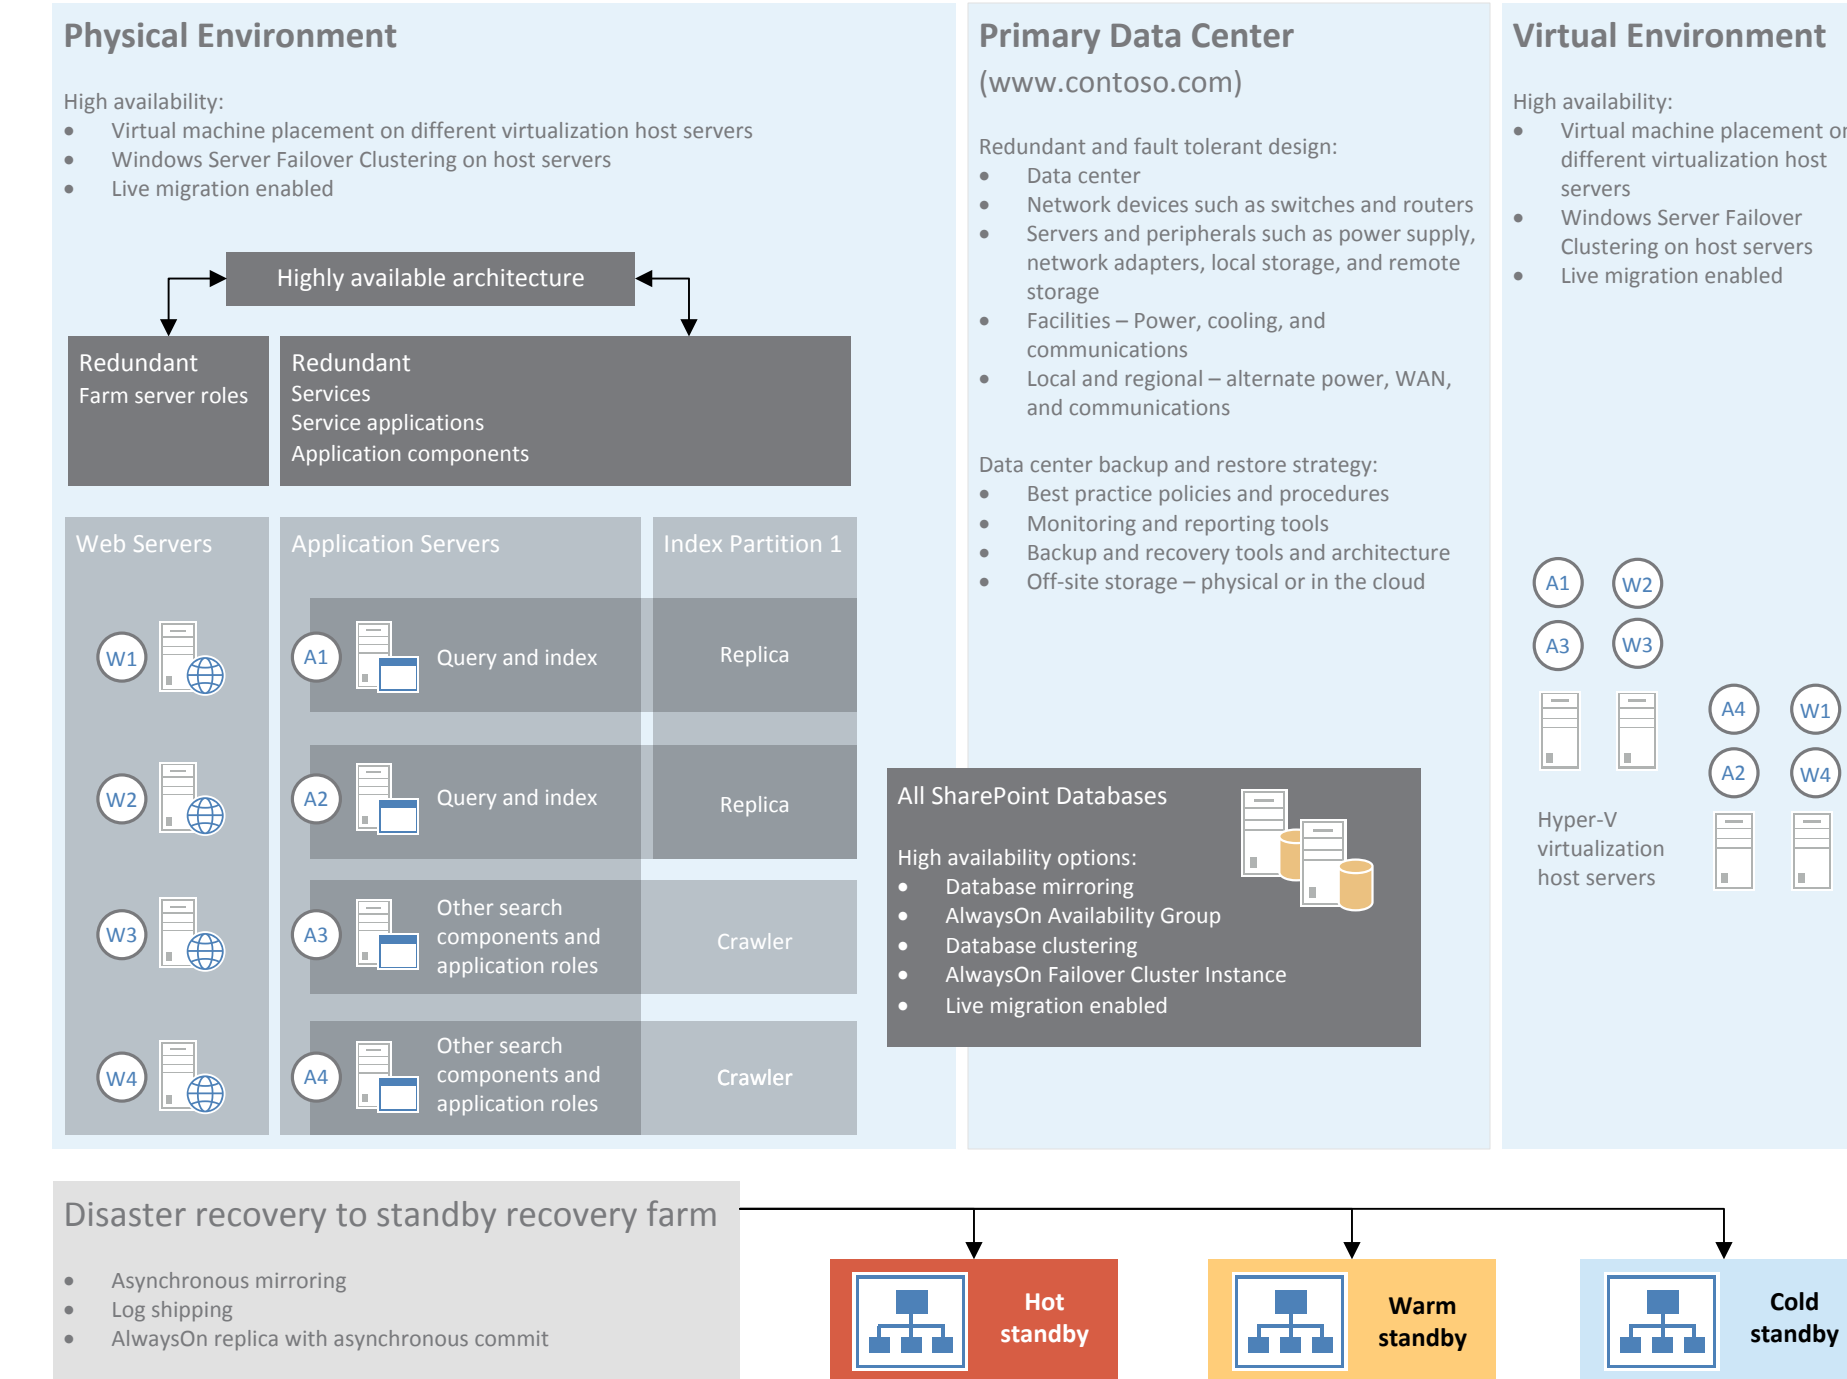 Physical Environment
High availability:
• Virtual machine placement on different virtualization host servers
• Windows Server Failover Clustering on host servers
• Live migration enabled
Highly available architecture
Redundant
Farm server roles
Redundant
Services
Service applications
Application components
Web Servers
Application Servers
Index Partition 1
W1
A1
Query and index
Replica
W2
A2
Query and index
Replica
W3
A3
Other search
components and
application roles
Crawler
W4
A4
Other search
components and
application roles
Crawler
Primary Data Center
(www.contoso.com)
Redundant and fault tolerant design:
• Data center
• Network devices such as switches and routers
• Servers and peripherals such as power supply,
network adapters, local storage, and remote
storage
• Facilities – Power, cooling, and
communications
• Local and regional – alternate power, WAN,
and communications
Data center backup and restore strategy:
• Best practice policies and procedures
• Monitoring and reporting tools
• Backup and recovery tools and architecture
• Off-site storage – physical or in the cloud
All SharePoint Databases
High availability options:
• Database mirroring
• AlwaysOn Availability Group
• Database clustering
• AlwaysOn Failover Cluster Instance
• Live migration enabled
Virtual Environment
High availability:
• Virtual machine placement on
different virtualization host
servers
• Windows Server Failover
Clustering on host servers
• Live migration enabled
A1
W2
A3
W3
A4
W1
A2
W4
Hyper-V
virtualization
host servers
Disaster recovery to standby recovery farm
• Asynchronous mirroring
• Log shipping
• AlwaysOn replica with asynchronous commit
Hot
standby
Warm
standby
Cold
standby